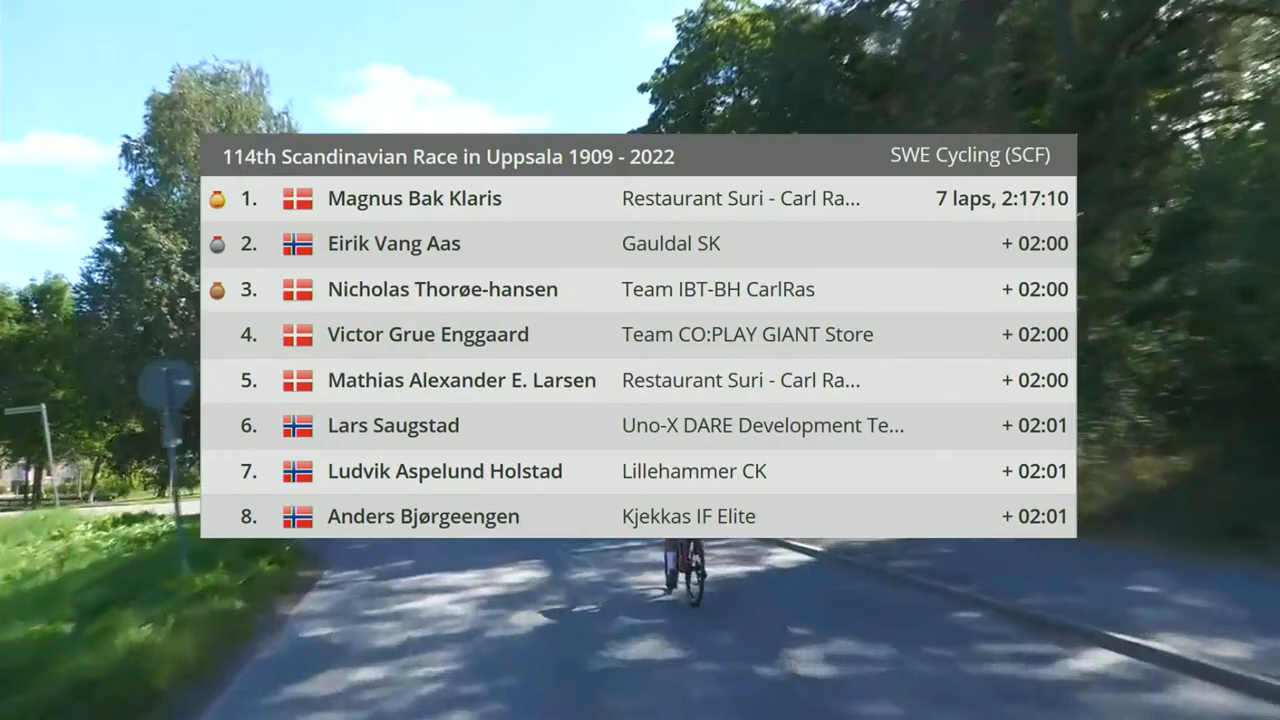 114th Scandinavian Race in Uppsala 1909 - 2022 SWE Cycling (SCF)
1. Magnus Bak Klaris Restaurant Suri - Carl Ra... 7 laps, 2:17:10
2. Eirik Vang Aas Gauldal SK + 02:00
3. Nicholas Thorøe-hansen Team IBT-BH CarlRas + 02:00
4. Victor Grue Enggaard Team CO:PLAY GIANT Store + 02:00
5. Mathias Alexander E. Larsen Restaurant Suri - Carl Ra... + 02:00
6. Lars Saugstad Uno-X DARE Development Te... + 02:01
7. Ludvik Aspelund Holstad Lillehammer CK + 02:01
8. Anders Bjørgeengen Kjekkas IF Elite + 02:01